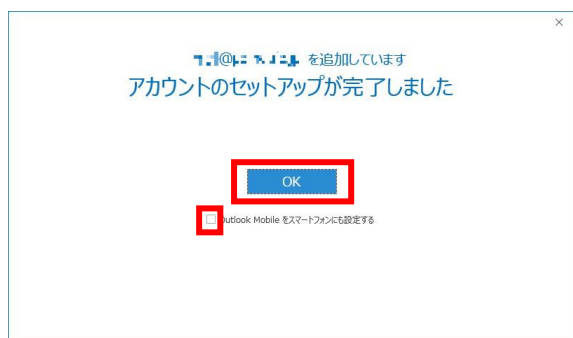 を追加しています
アカウントのセットアップが完了しました
OK
Outlook Mobile をスマートフォンにも設定する